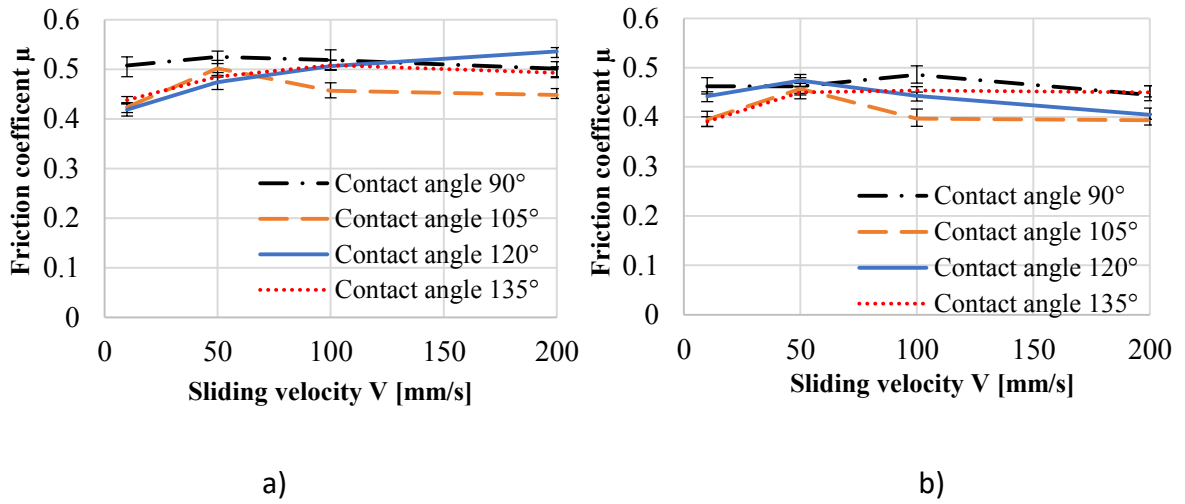 0.6
0.5
0.4
0.3
0.2
0.1
0
Friction coefficent μ
Contact angle 90°
Contact angle 105°
Contact angle 120°
Contact angle 135°
0 50 100 150 200
Sliding velocity V [mm/s]
a)
0.6
0.5
0.4
0.3
0.2
0.1
0
Friction coefficent μ
Contact angle 90°
Contact angle 105°
Contact angle 120°
Contact angle 135°
0 50 100 150 200
Sliding velocity V [mm/s]
b)